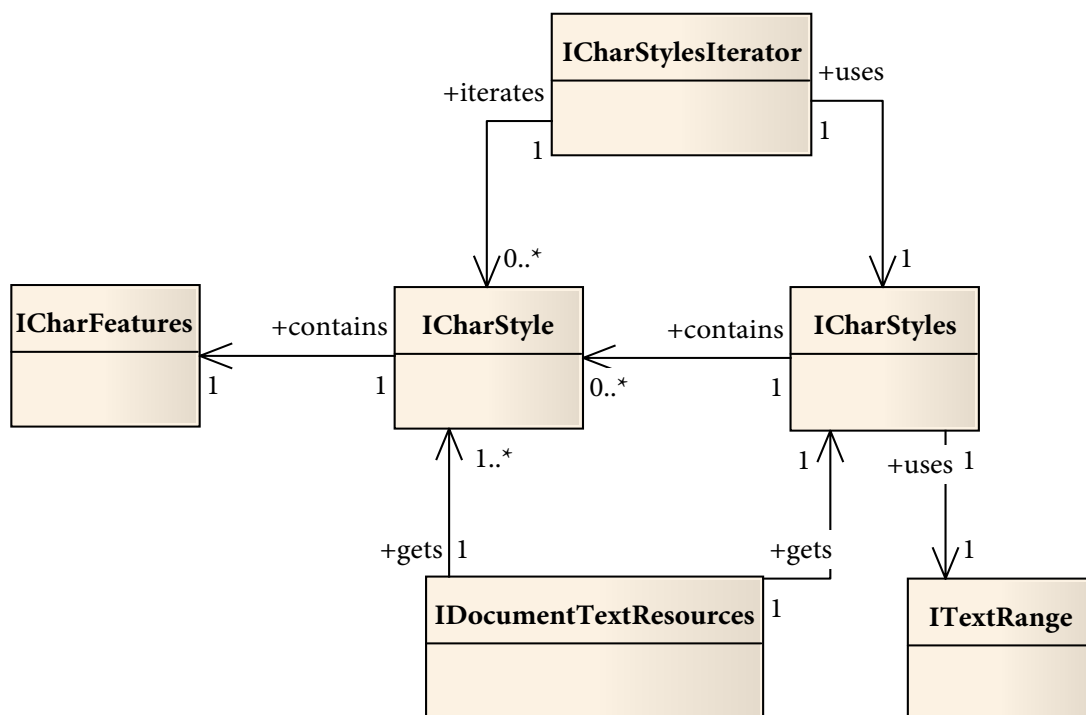 ICharStylesIterator
+iterates
+uses
1
1
0..*
1
ICharFeatures
ICharStyle
ICharStyles
+contains
+contains
1
1
0..*
1
1..*
1
+uses
1
+gets
1
+gets
1
IDocumentTextResources
1
ITextRange